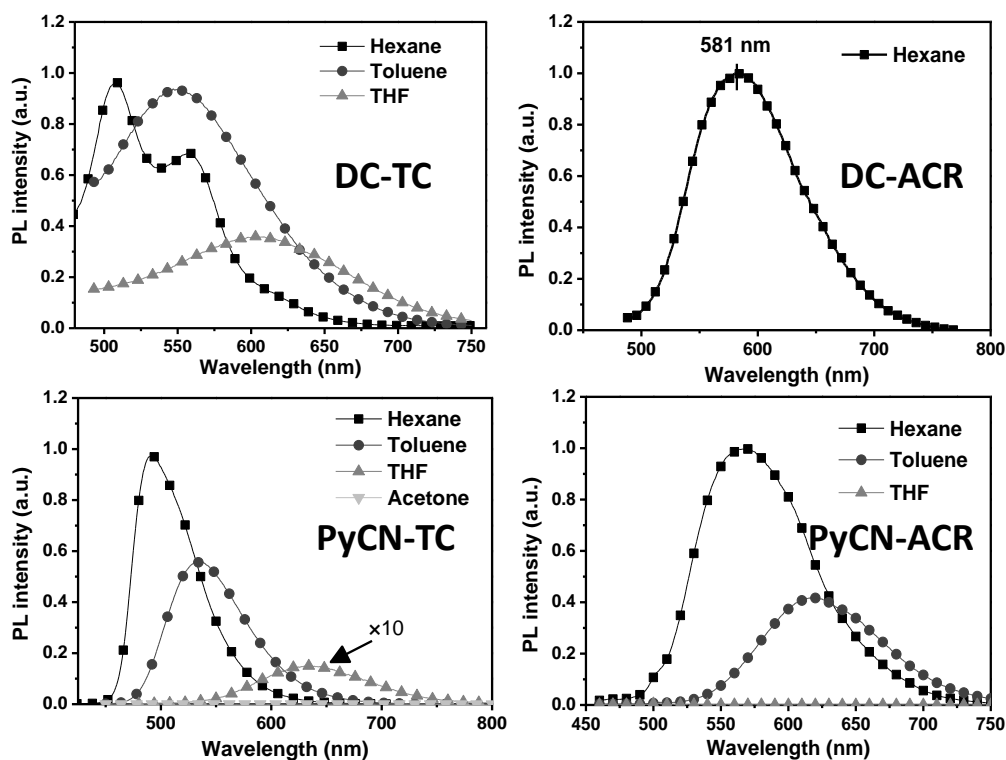 1.2
1.0
0.8
0.6
0.4
0.2
0.0
PL intensity (a.u.)
Hexane
Toluene
THF
DC-TC
500 550 600 650 700 750
Wavelength (nm)
1.2
1.0
0.8
0.6
0.4
0.2
0.0
PL intensity (a.u.)
581 nm
Hexane
DC-ACR
500 600 700 800
Wavelength (nm)
1.2
1.0
0.8
0.6
0.4
0.2
0.0
PL intensity (a.u.)
Hexane
Toluene
THF
Acetone
PyCN-TC
×10
500 600 700 800
Wavelength (nm)
1.2
1.0
0.8
0.6
0.4
0.2
0.0
PL intensity (a.u.)
Hexane
Toluene
THF
PyCN-ACR
450 500 550 600 650 700 750
Wavelength (nm)